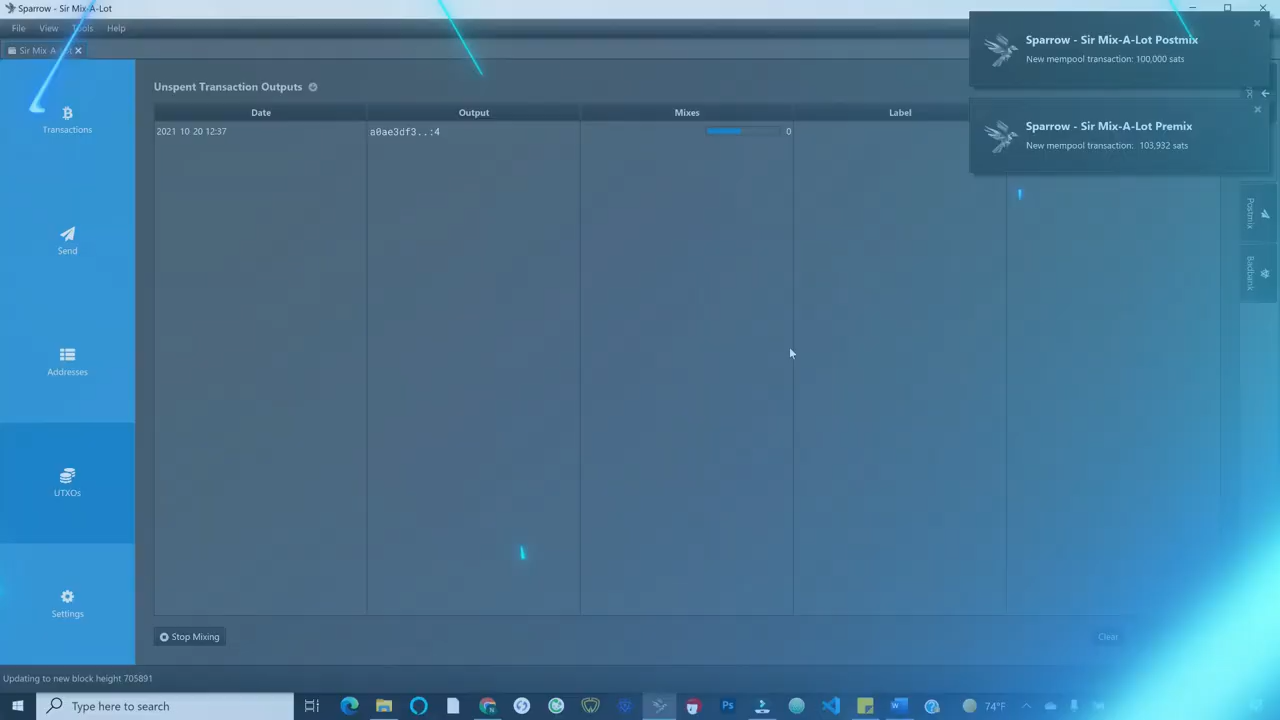 Sparrow - Sir Mix-A-Lot
File View Tools Help
Sir Mix-A-Lot
Sparrow - Sir Mix-A-Lot Postmix
New mempool transaction: 100,000 sats
Sparrow - Sir Mix-A-Lot Premix
New mempool transaction: 103,932 sats
Transactions
Send
Addresses
UTXOs
Settings
Unspent Transaction Outputs
Date Output Mixes Label
2021 10-20 12:37 a0ae3df3..:4 0
Postmix
Badbank
Stop Mixing
Clear
Updating to new block height 705891
Type here to search
74°F